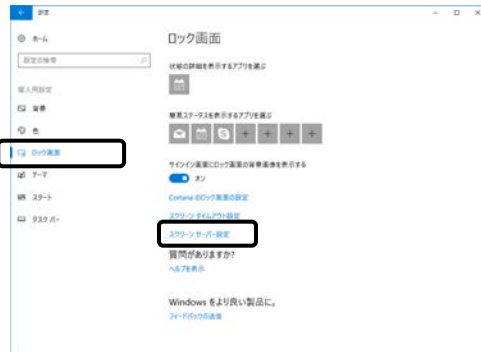 設定
ホーム
設定の検索
個人用設定
背景
色
ロック画面
テーマ
スタート
タスク バー
ロック画面
状態の詳細を表示するアプリを選ぶ
簡易ステータスを表示するアプリを選ぶ
サインイン画面にロック画面の背景画像を表示する
オン
Cortana のロック画面の設定
スクリーン タイムアウト設定
スクリーン セーバー設定
質問がありますか?
ヘルプを表示
Windows をより良い製品に。
フィードバックの送信